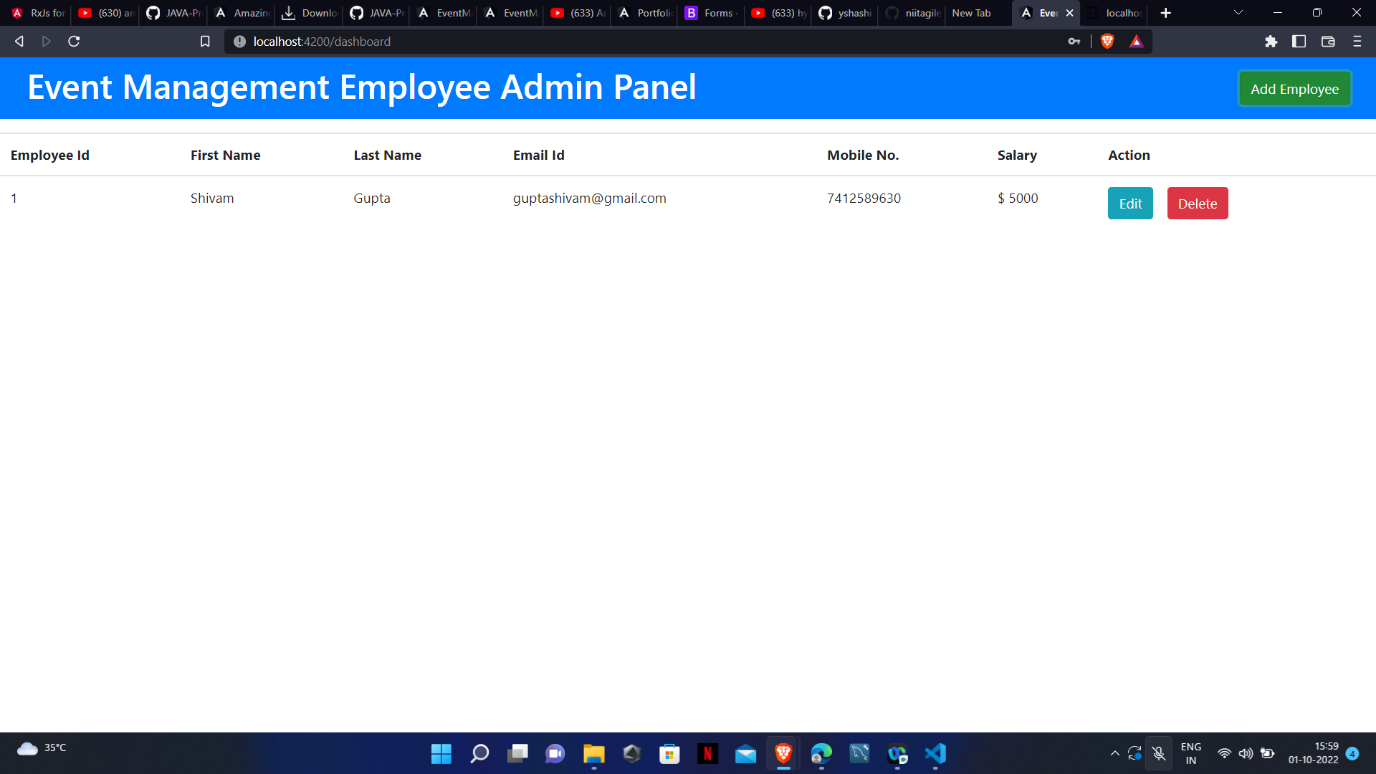 RxJs for
(630) an
JAVA-Pr
Amazin
Downlo
JAVA-Pr
EventM
EventM
(633) Ar
Portfoli
Forms ·
(633) hy
yshashi
niitagile
New Tab
Even
localhos
localhost:4200/dashboard
Event Management Employee Admin Panel
Add Employee
Employee Id First Name Last Name Email Id Mobile No. Salary Action
1 Shivam Gupta guptashivam@gmail.com 7412589630 $ 5000 Edit Delete
35°C
ENG
IN
15:59
01-10-2022
4